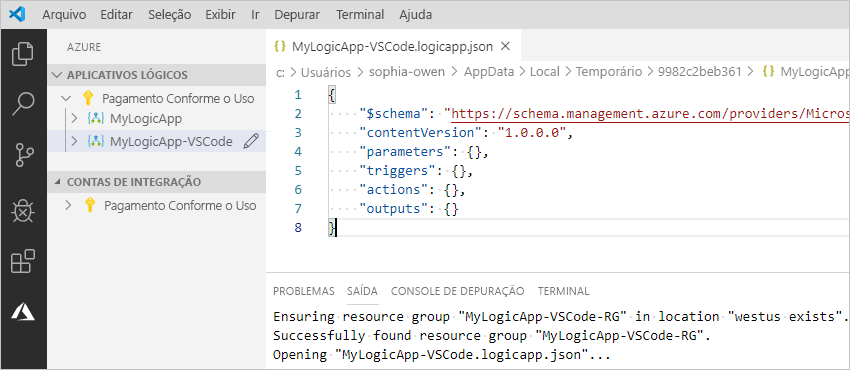 Arquivo Editar Seleção Exibir Ir Depurar Terminal Ajuda
AZURE
APLICATIVOS LÓGICOS
Pagamento Conforme o Uso
MyLogicApp
MyLogicApp-VSCode
CONTAS DE INTEGRAÇÃO
Pagamento Conforme o Uso
{ } MyLogicApp-VSCode.logicapp.json ×
c: > Usuários > sophia-owen > AppData > Local > Temporário > 9982c2beb361 > { } MyLogicApp
1 {
2 "$schema": "https://schema.management.azure.com/providers/Micros
3 "contentVersion": "1.0.0.0",
4 "parameters": {},
5 "triggers": {},
6 "actions": {},
7 "outputs": {}
8 }
PROBLEMAS SAÍDA CONSOLE DE DEPURAÇÃO TERMINAL
Ensuring resource group "MyLogicApp-VSCode-RG" in location "westus exists".
Successfully found resource group "MyLogicApp-VSCode-RG".
Opening "MyLogicApp-VSCode.logicapp.json"...